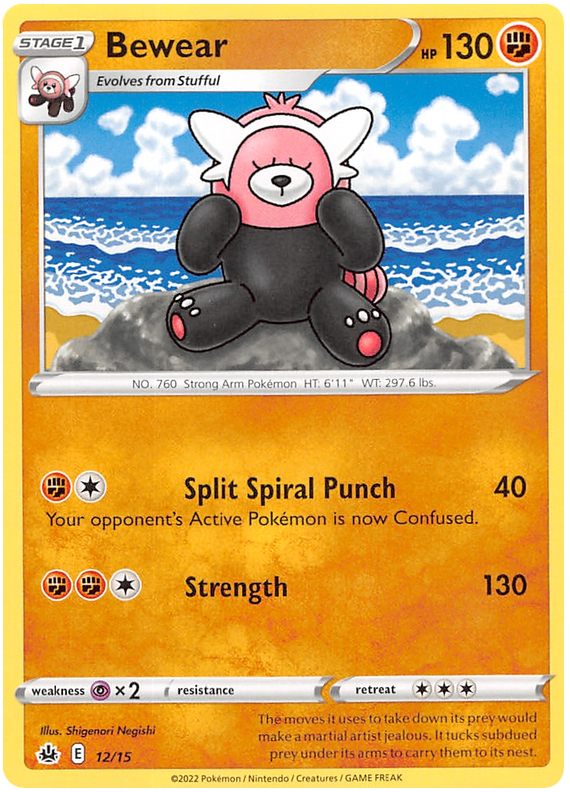 STAGE1
Bewear
HP 130
Evolves from Stufful
NO. 760 Strong Arm Pokémon HT: 6'11" WT: 297.6 lbs.
Split Spiral Punch 40
Your opponent's Active Pokémon is now Confused.
Strength 130
weakness ×2 resistance retreat
Illus. Shigenori Negishi
The moves it uses to take down its prey would
make a martial artist jealous. It tucks subdued
prey under its arms to carry them to its nest.
E 12/15
©2022 Pokémon / Nintendo / Creatures / GAME FREAK